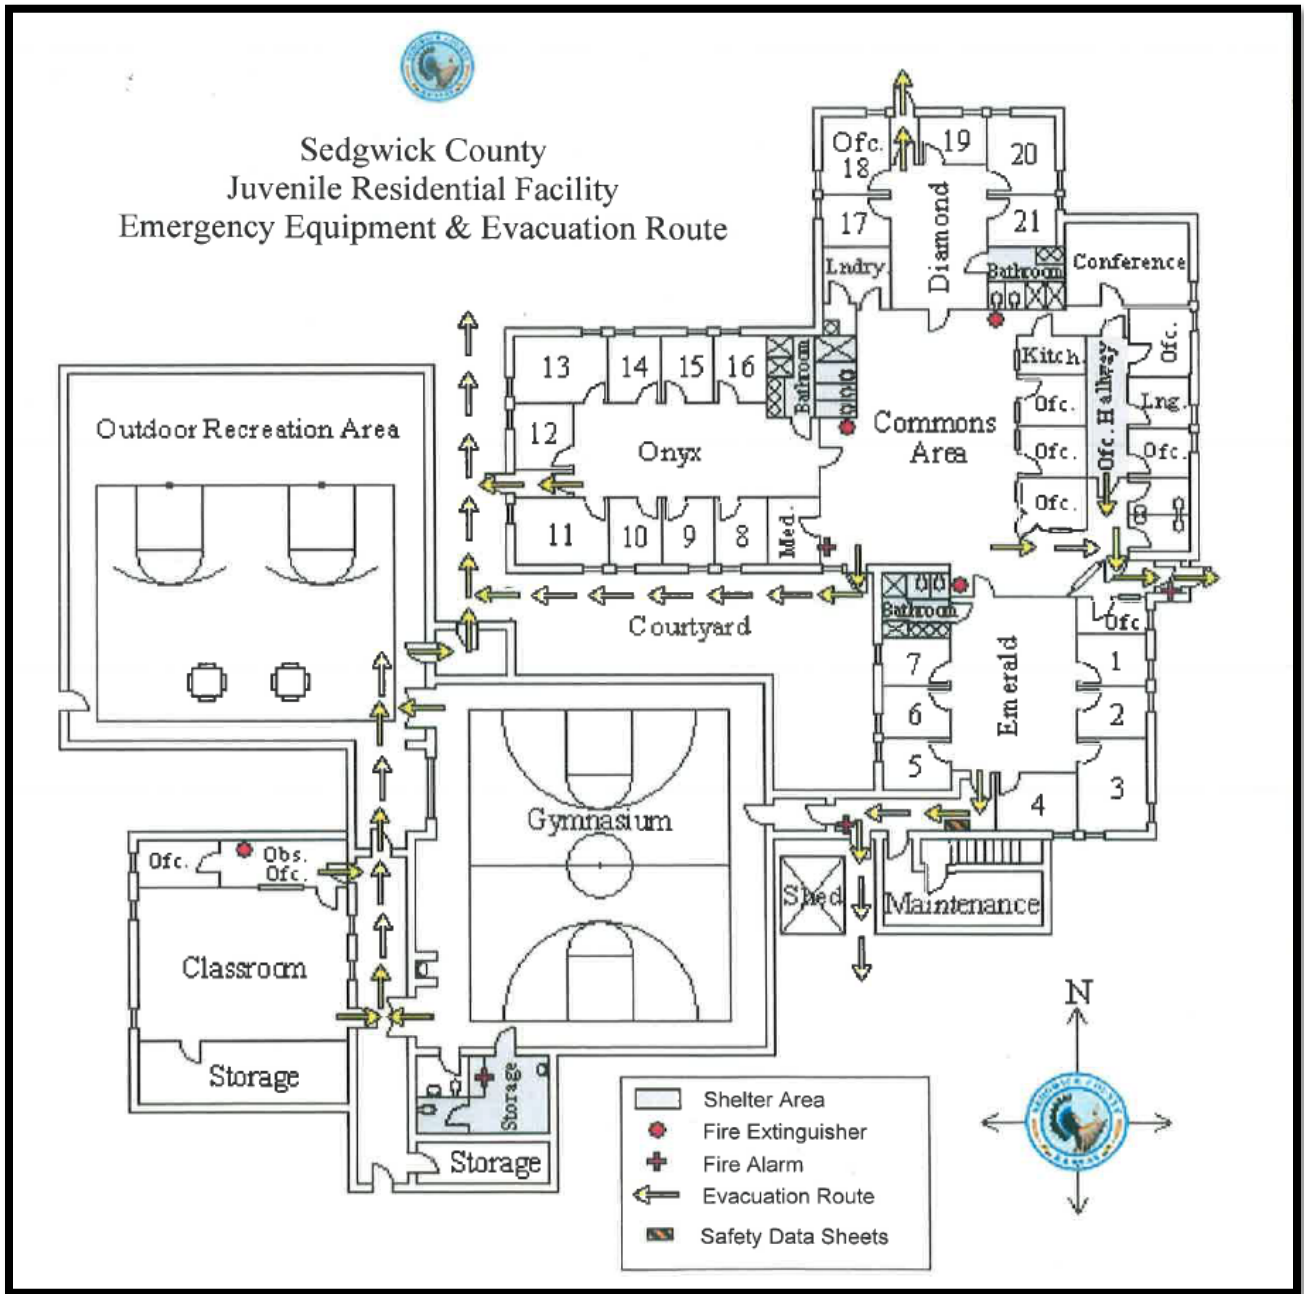 Sedgwick County
Juvenile Residential Facility
Emergency Equipment & Evacuation Route
Ofc.
18
19
20
17
21
Diamond
Lndry.
Bathroom
Conference
13
14
15
16
Bathroom
Kitch.
Ofc. Hallway
Ofc.
Outdoor Recreation Area
12
Onyx
Commons
Area
Ofc.
Lng.
Ofc.
Ofc.
11
10
9
8
Med.
Ofc.
Courtyard
Bathroom
Ofc.
7
Emerald
1
6
2
5
4
3
Gymnasium
Ofc.
Obs.
Ofc.
Shed
Maintenance
Classroom
Storage
Storage
Storage
N
Shelter Area
Fire Extinguisher
Fire Alarm
Evacuation Route
Safety Data Sheets